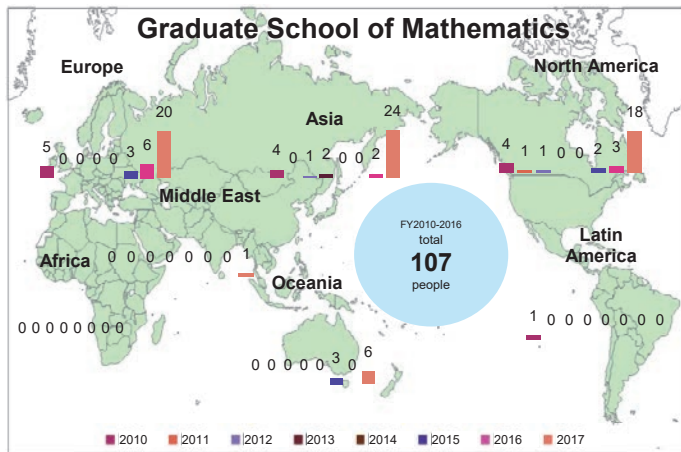 Graduate School of Mathematics
Europe
North America
Asia
20
24
18
5 0 0 0 0 3 6
4 0 1 2 0 0 2
4 1 1 0 0 2 3
Middle East
FY2010-2016
total
107
people
Latin
America
Africa
0 0 0 0 0 0 0 1
Oceania
0 0 0 0 0 0 0 0
1 0 0 0 0 0 0 0
0 0 0 0 0 3 0 6
2010 2011 2012 2013 2014 2015 2016 2017